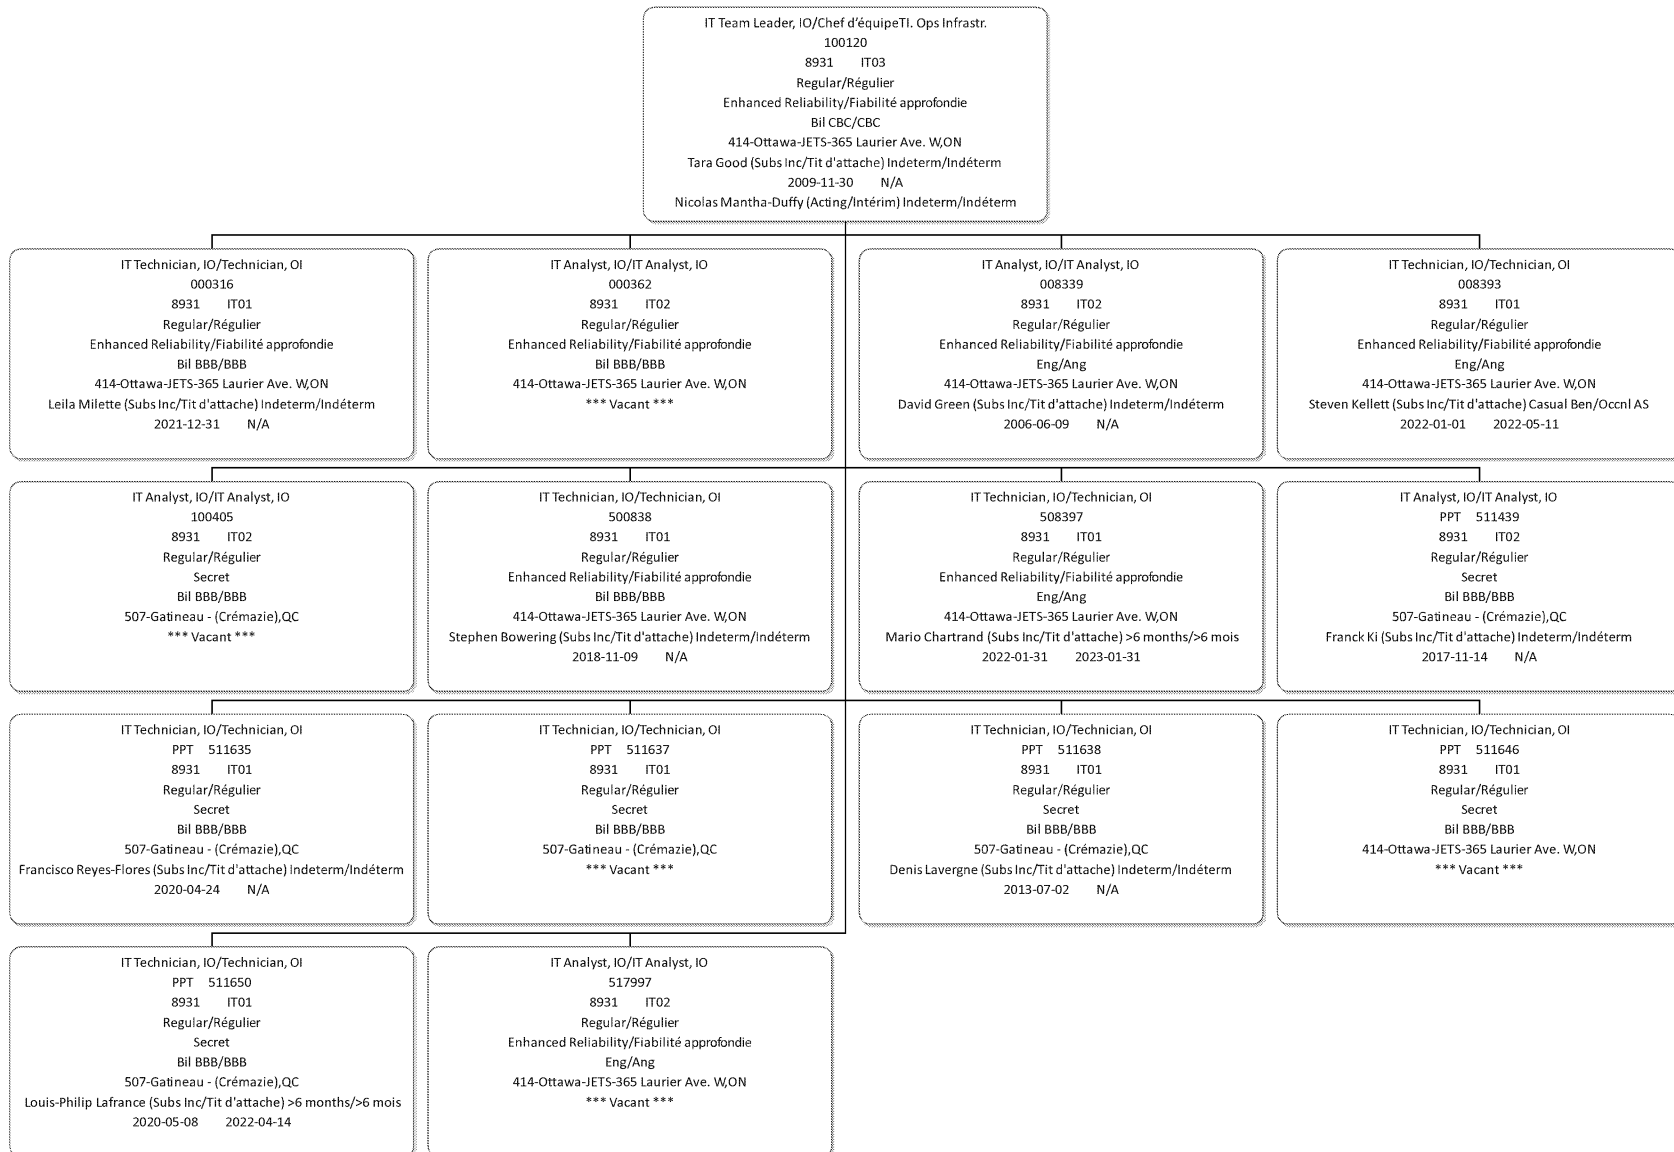 IT Team Leader, IO/Chef d'équipeTI. Ops Infrastr.
100120
8931 IT03
Regular/Régulier
Enhanced Reliability/Fiabilité approfondie
Bil CBC/CBC
414-Ottawa-JETS-365 Laurier Ave. W,ON
Tara Good (Subs Inc/Tit d'attache) Indeterm/Indéterm
2009-11-30 N/A
Nicolas Mantha-Duffy (Acting/Intérim) Indeterm/Indéterm
IT Technician, IO/Technician, OI
000316
8931 IT01
Regular/Régulier
Enhanced Reliability/Fiabilité approfondie
Bil BBB/BBB
414-Ottawa-JETS-365 Laurier Ave. W,ON
Leila Milette (Subs Inc/Tit d'attache) Indeterm/Indéterm
2021-12-31 N/A
IT Analyst, IO/IT Analyst, IO
000362
8931 IT02
Regular/Régulier
Enhanced Reliability/Fiabilité approfondie
Bil BBB/BBB
414-Ottawa-JETS-365 Laurier Ave. W,ON
*** Vacant ***
IT Analyst, IO/IT Analyst, IO
008339
8931 IT02
Regular/Régulier
Enhanced Reliability/Fiabilité approfondie
Eng/Ang
414-Ottawa-JETS-365 Laurier Ave. W,ON
David Green (Subs Inc/Tit d'attache) Indeterm/Indéterm
2006-06-09 N/A
IT Technician, IO/Technician, OI
008393
8931 IT01
Regular/Régulier
Enhanced Reliability/Fiabilité approfondie
Eng/Ang
414-Ottawa-JETS-365 Laurier Ave. W,ON
Steven Kellett (Subs Inc/Tit d'attache) Casual Ben/Occnl AS
2022-01-01 2022-05-11
IT Analyst, IO/IT Analyst, IO
100405
8931 IT02
Regular/Régulier
Secret
Bil BBB/BBB
507-Gatineau - (Crémazie),QC
*** Vacant ***
IT Technician, IO/Technician, OI
500838
8931 IT01
Regular/Régulier
Enhanced Reliability/Fiabilité approfondie
Bil BBB/BBB
414-Ottawa-JETS-365 Laurier Ave. W,ON
Stephen Bowering (Subs Inc/Tit d'attache) Indeterm/Indéterm
2018-11-09 N/A
IT Technician, IO/Technician, OI
508397
8931 IT01
Regular/Régulier
Enhanced Reliability/Fiabilité approfondie
Eng/Ang
414-Ottawa-JETS-365 Laurier Ave. W,ON
Mario Chartrand (Subs Inc/Tit d'attache) >6 months/>6 mois
2022-01-31 2023-01-31
IT Analyst, IO/IT Analyst, IO
PPT 511439
8931 IT02
Regular/Régulier
Secret
Bil BBB/BBB
507-Gatineau - (Crémazie),QC
Franck Ki (Subs Inc/Tit d'attache) Indeterm/Indéterm
2017-11-14 N/A
IT Technician, IO/Technician, OI
PPT 511635
8931 IT01
Regular/Régulier
Secret
Bil BBB/BBB
507-Gatineau - (Crémazie),QC
Francisco Reyes-Flores (Subs Inc/Tit d'attache) Indeterm/Indéterm
2020-04-24 N/A
IT Technician, IO/Technician, OI
PPT 511637
8931 IT01
Regular/Régulier
Secret
Bil BBB/BBB
507-Gatineau - (Crémazie),QC
*** Vacant ***
IT Technician, IO/Technician, OI
PPT 511638
8931 IT01
Regular/Régulier
Secret
Bil BBB/BBB
507-Gatineau - (Crémazie),QC
Denis Lavergne (Subs Inc/Tit d'attache) Indeterm/Indéterm
2013-07-02 N/A
IT Technician, IO/Technician, OI
PPT 511646
8931 IT01
Regular/Régulier
Secret
Bil BBB/BBB
414-Ottawa-JETS-365 Laurier Ave. W,ON
*** Vacant ***
IT Technician, IO/Technician, OI
PPT 511650
8931 IT01
Regular/Régulier
Secret
Bil BBB/BBB
507-Gatineau - (Crémazie),QC
Louis-Philip Lafrance (Subs Inc/Tit d'attache) >6 months/>6 mois
2020-05-08 2022-04-14
IT Analyst, IO/IT Analyst, IO
517997
8931 IT02
Regular/Régulier
Enhanced Reliability/Fiabilité approfondie
Eng/Ang
414-Ottawa-JETS-365 Laurier Ave. W,ON
*** Vacant ***